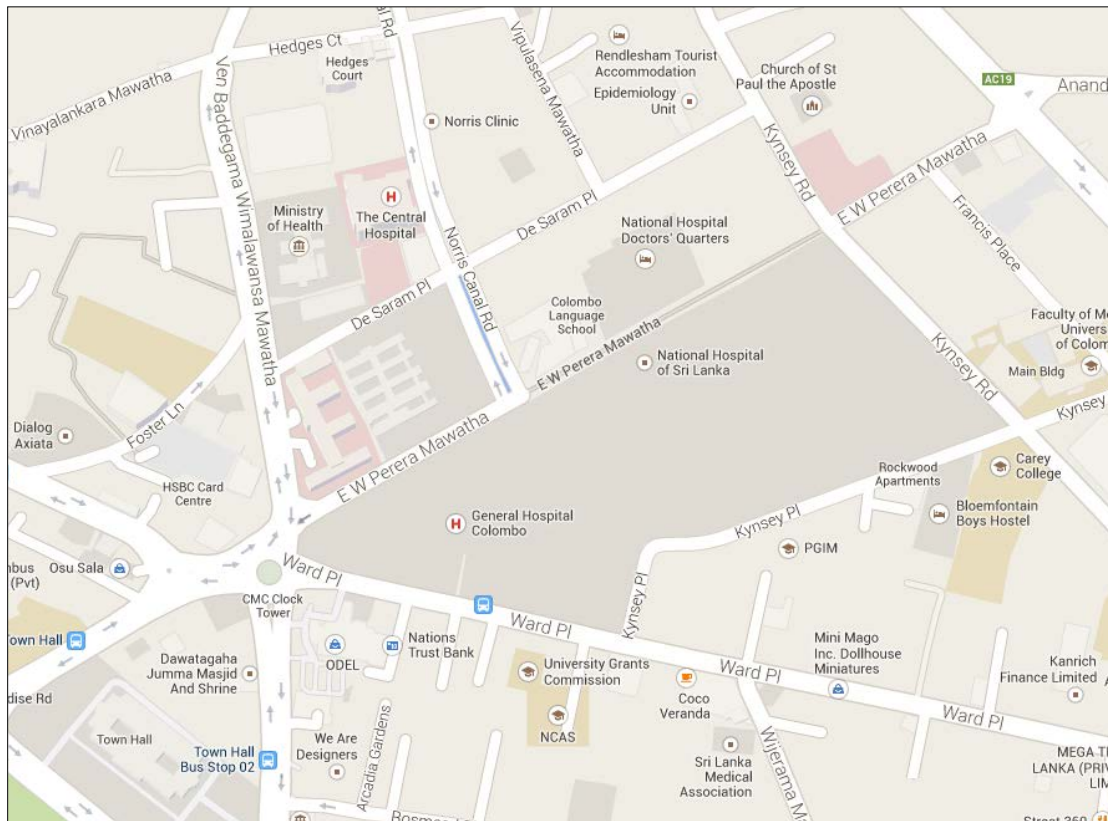 Hedges Ct
Hedges
Court
al Rd
Vipulasena Mawatha
Rendlesham Tourist
Accommodation
Epidemiology
Unit
Church of St
Paul the Apostle
AC19
Anand
Vinayalankara Mawatha
Ven Baddegama Wimalawansa Mawatha
Norris Clinic
Kynsey Rd
E W Perera Mawatha
Ministry
of Health
The Central
Hospital
De Saram Pl
National Hospital
Doctors' Quarters
Francis Place
Norris Canal Rd
De Saram Pl
Colombo
Language
School
E W Perera Mawatha
National Hospital
of Sri Lanka
Kynsey Rd
Faculty of Me
Univers
of Colom
Main Bldg
Kynsey
Dialog
Axiata
Foster Ln
HSBC Card
Centre
E W Perera Mawatha
General Hospital
Colombo
Rockwood
Apartments
Carey
College
Bloemfontain
Boys Hostel
Kynsey Pl
PGIM
Kynsey Pl
mbus
(Pvt)
Osu Sala
Ward Pl
CMC Clock
Tower
Town Hall
Dawatagaha
Jumma Masjid
And Shrine
ODEL
Nations
Trust Bank
Ward Pl
University Grants
Commission
NCAS
Coco
Veranda
Ward Pl
Mini Mago
Inc. Dollhouse
Miniatures
Kanrich
Finance Limited
A
Ward Pl
dise Rd
Town Hall
Town Hall
Bus Stop 02
We Are
Designers
Arcadia Gardens
Sri Lanka
Medical
Association
Wijerama Ma
MEGA T
LANKA (PRIV
LIM
Rosmea
Street 360